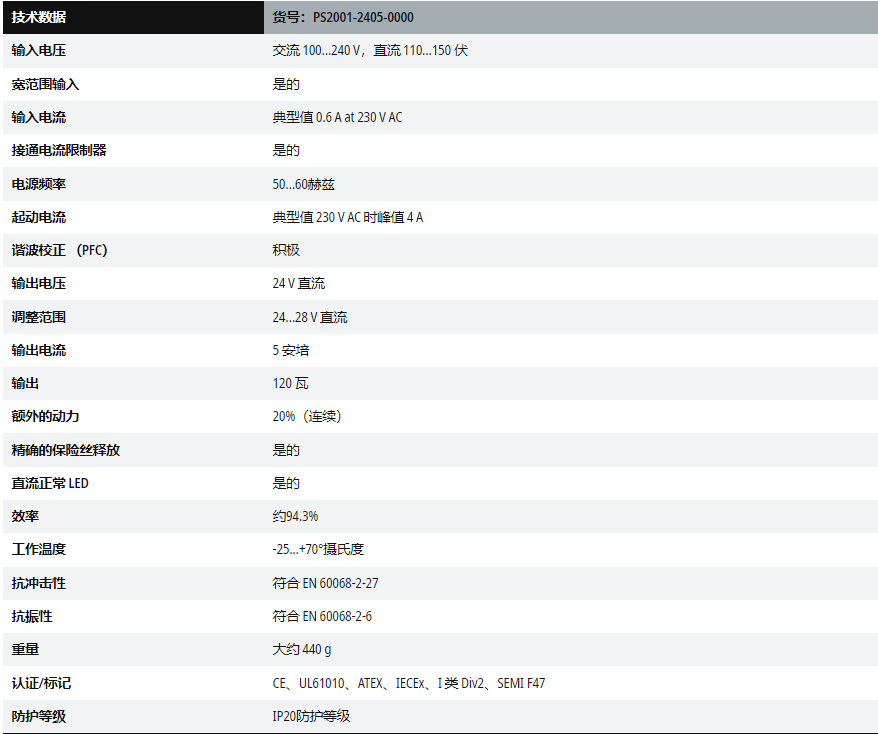 技术数据 货号：PS2001-2405-0000
输入电压 交流 100…240 V，直流 110…150 伏
宽范围输入 是的
输入电流 典型值 0.6 A at 230 V AC
接通电流限制器 是的
电源频率 50…60赫兹
起动电流 典型值 230 V AC 时峰值 4 A
谐波校正 （PFC） 积极
输出电压 24 V 直流
调整范围 24…28 V 直流
输出电流 5 安培
输出 120 瓦
额外的动力 20%（连续）
精确的保险丝释放 是的
直流正常 LED 是的
效率 约94.3%
工作温度 -25…+70°摄氏度
抗冲击性 符合 EN 60068-2-27
抗振性 符合 EN 60068-2-6
重量 大约 440 g
认证/标记 CE、UL61010、ATEX、IECEx、I 类 Div2、SEMI F47
防护等级 IP20防护等级